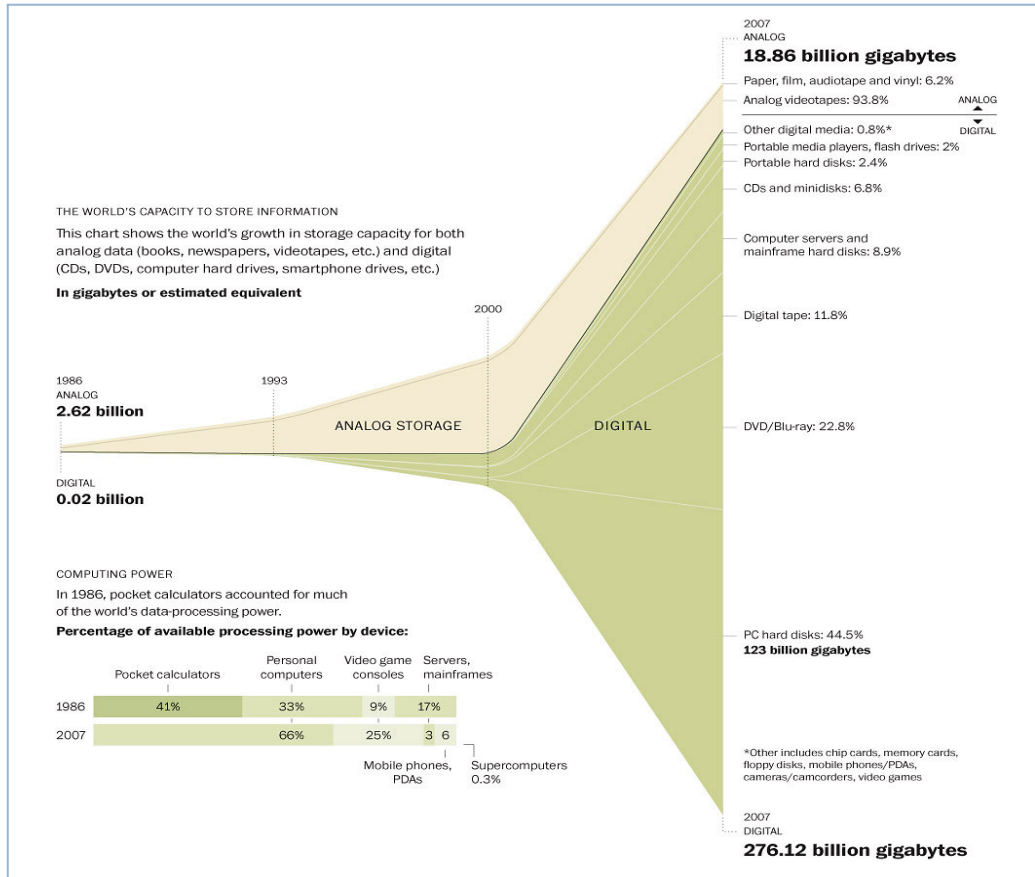 THE WORLD'S CAPACITY TO STORE INFORMATION
This chart shows the world's growth in storage capacity for both
analog data (books, newspapers, videotapes, etc.) and digital
(CDs, DVDs, computer hard drives, smartphone drives, etc.)
In gigabytes or estimated equivalent
1986
ANALOG
2.62 billion
DIGITAL
0.02 billion
1993
2000
ANALOG STORAGE
DIGITAL
2007
ANALOG
18.86 billion gigabytes
Paper, film, audiotape and vinyl: 6.2%
Analog videotapes: 93.8%
ANALOG
DIGITAL
Other digital media: 0.8%*
Portable media players, flash drives: 2%
Portable hard disks: 2.4%
CDs and minidisks: 6.8%
Computer servers and
mainframe hard disks: 8.9%
Digital tape: 11.8%
DVD/Blu-ray: 22.8%
PC hard disks: 44.5%
123 billion gigabytes
*Other includes chip cards, memory cards,
floppy disks, mobile phones/PDAs,
cameras/camcorders, video games
2007
DIGITAL
276.12 billion gigabytes
COMPUTING POWER
In 1986, pocket calculators accounted for much
of the world's data-processing power.
Percentage of available processing power by device:
Pocket calculators
Personal
computers
Video game
consoles
Servers,
mainframes
1986 41% 33% 9% 17%
2007 66% 25% 3 6
Mobile phones,
PDAs
Supercomputers
0.3%